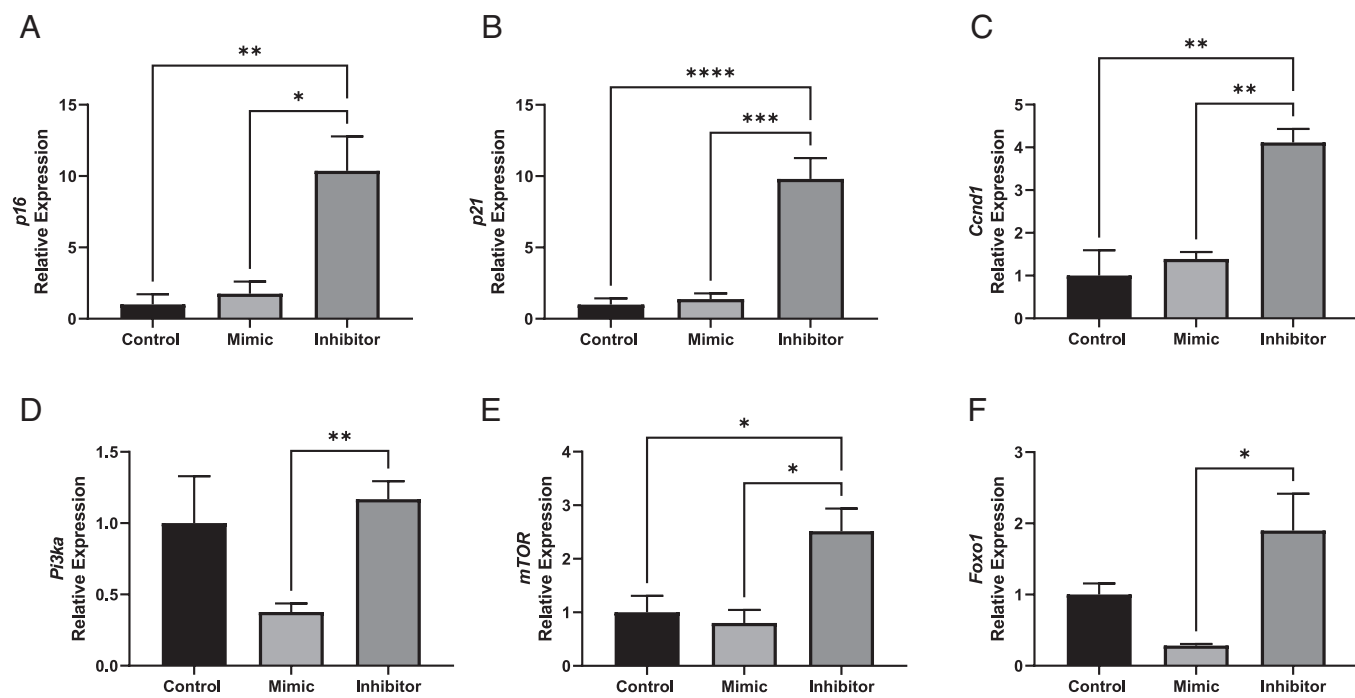 A
**
*
p16
Relative Expression
15
10
5
0
Control Mimic Inhibitor
B
****
***
p21
Relative Expression
15
10
5
0
Control Mimic Inhibitor
C
**
**
Ccnd1
Relative Expression
5
4
3
2
1
0
Control Mimic Inhibitor
D
**
Pi3ka
Relative Expression
1.5
1.0
0.5
0.0
Control Mimic Inhibitor
E
*
*
mTOR
Relative Expression
4
3
2
1
0
Control Mimic Inhibitor
F
*
Foxo1
Relative Expression
3
2
1
0
Control Mimic Inhibitor